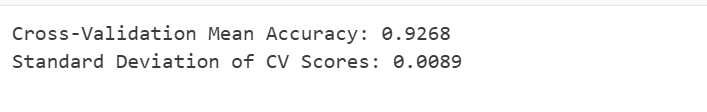 Cross-Validation Mean Accuracy: 0.9268
Standard Deviation of CV Scores: 0.0089